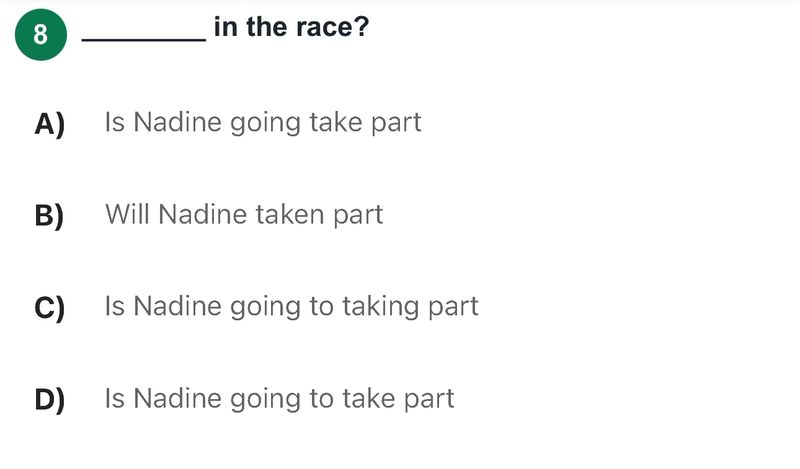 8 _________ in the race?
A) Is Nadine going take part
B) Will Nadine taken part
C) Is Nadine going to taking part
D) Is Nadine going to take part